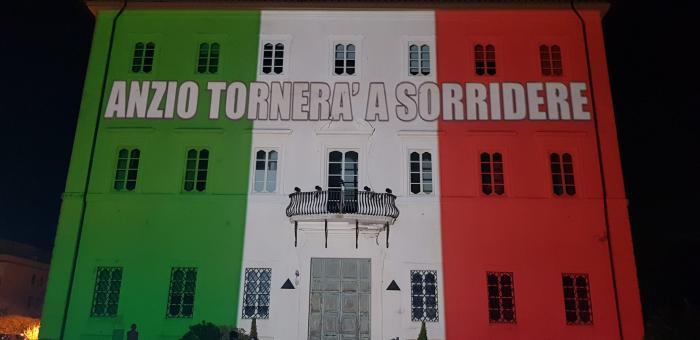 ANZIO TORNERA' A SORRIDERE